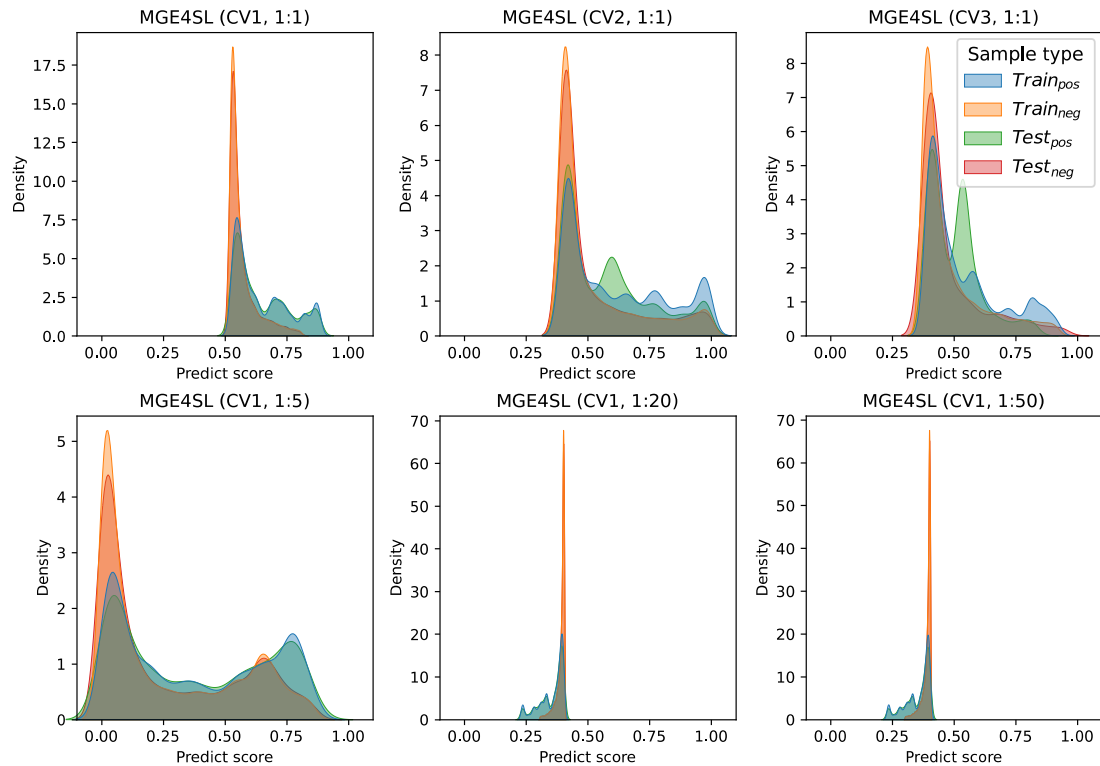 MGE4SL (CV1, 1:1)
MGE4SL (CV2, 1:1)
MGE4SL (CV3, 1:1)
17.5
15.0
12.5
10.0
7.5
5.0
2.5
0.0
Density
0.00 0.25 0.50 0.75 1.00
Predict score
8
7
6
5
4
3
2
1
0
Density
0.00 0.25 0.50 0.75 1.00
Predict score
8
7
6
5
4
3
2
1
0
Density
0.00 0.25 0.50 0.75 1.00
Predict score
Sample type
Trainpos
Trainneg
Testpos
Testneg
MGE4SL (CV1, 1:5)
MGE4SL (CV1, 1:20)
MGE4SL (CV1, 1:50)
5
4
3
2
1
0
Density
0.00 0.25 0.50 0.75 1.00
Predict score
70
60
50
40
30
20
10
0
Density
0.00 0.25 0.50 0.75 1.00
Predict score
70
60
50
40
30
20
10
0
Density
0.00 0.25 0.50 0.75 1.00
Predict score